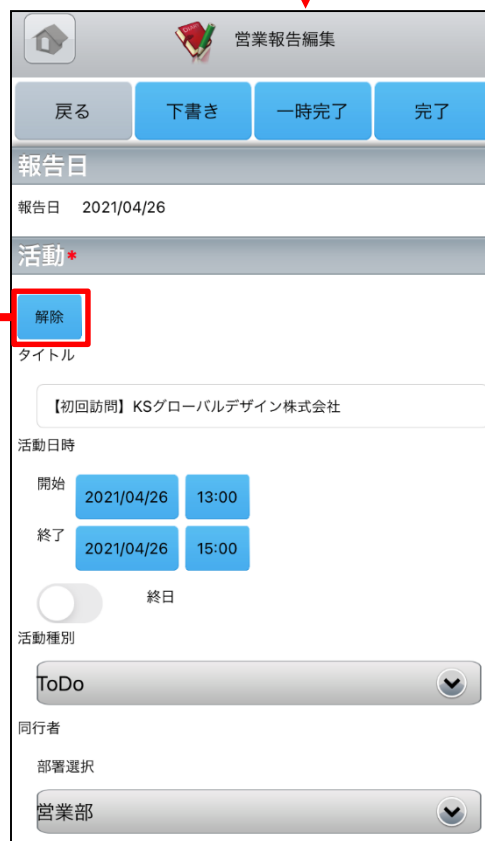 営業報告編集
戻る 下書き 一時完了 完了
報告日
報告日 2021/04/26
活動*
解除
タイトル
【初回訪問】KSグローバルデザイン株式会社
活動日時
開始 2021/04/26 13:00
終了 2021/04/26 15:00
終日
活動種別
ToDo
同行者
部署選択
営業部